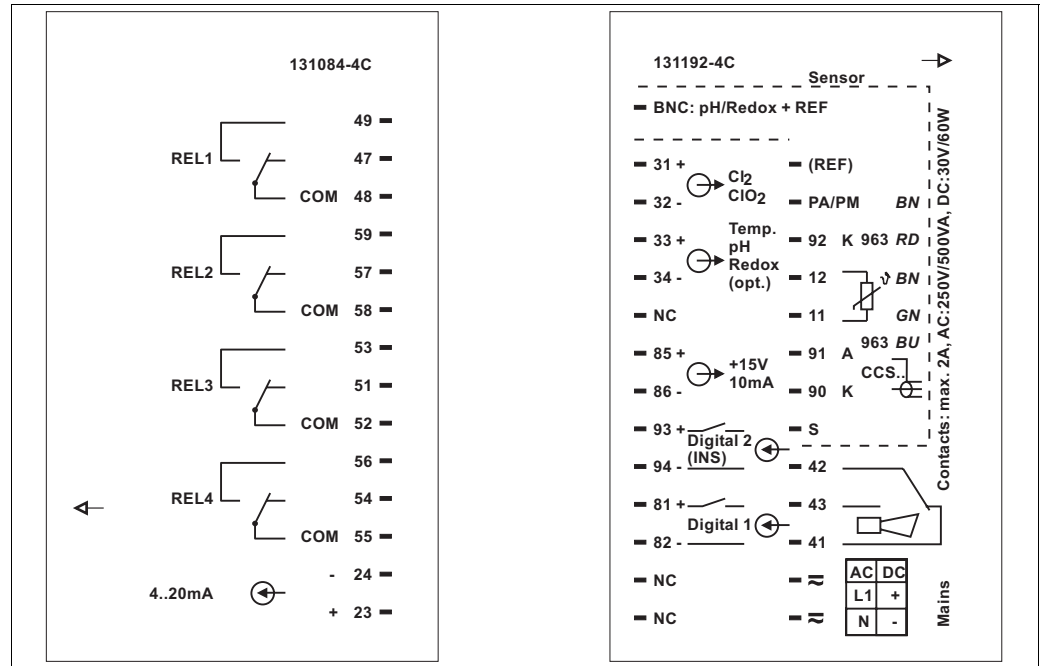 131084-4C
49
REL1 47
COM 48
59
REL2 57
COM 58
53
REL3 51
COM 52
56
REL4 54
COM 55
- 24
4..20mA
+ 23
131192-4C
Sensor
BNC: pH/Redox + REF
31 + (REF)
Cl2
ClO2
32 - PA/PM BN
33 + Temp. 92 K 963 RD
pH
Redox
34 - (opt.) 12 ϑ BN
NC 11 GN
963 BU
85 + 91 A
+15V CCS..
10mA
86 - 90 K
93 + S
Digital 2
(INS)
94 - 42
81 + 43
Digital 1
82 - 41
NC ≂ AC DC
L1 +
NC ≂ N -
Contacts: max. 2A, AC:250V/500VA, DC:30V/60W
Mains